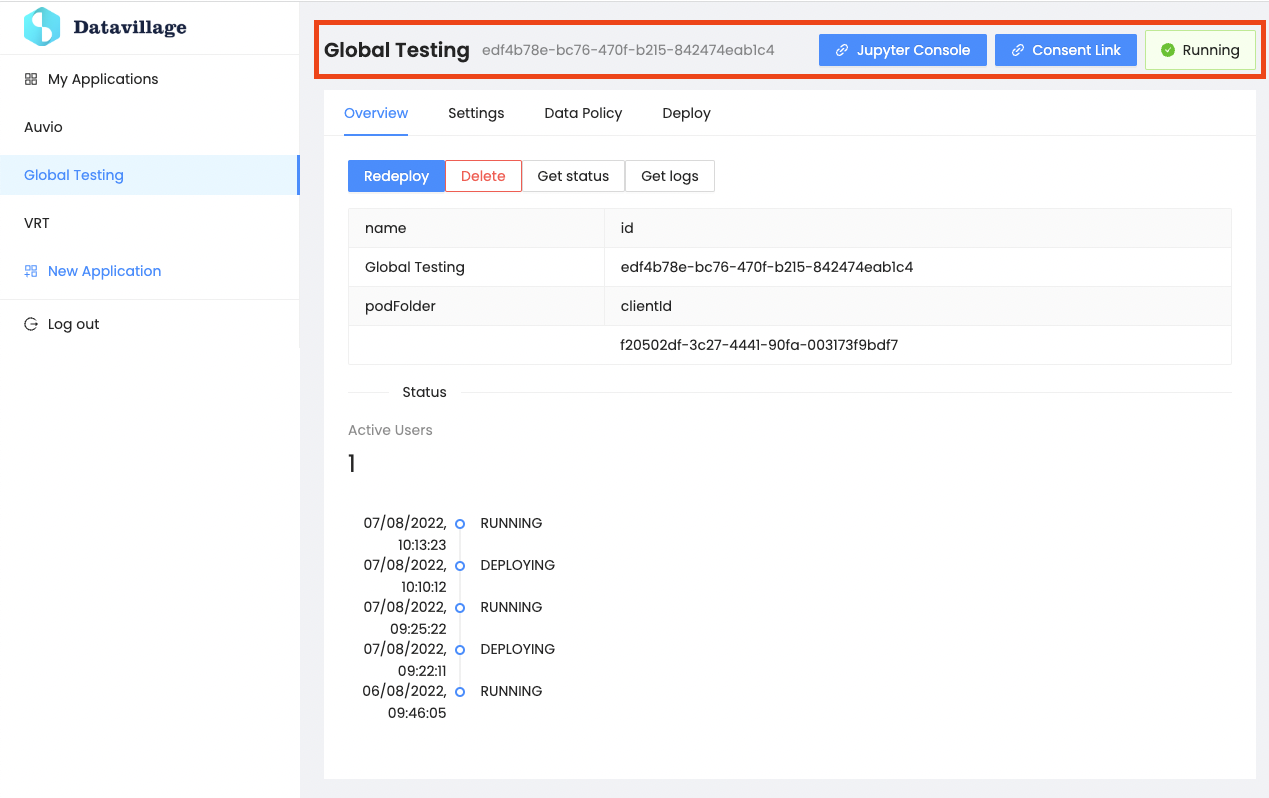 Datavillage
My Applications
Auvio
Global Testing
VRT
New Application
Log out
Global Testing edf4b78e-bc76-470f-b215-842474eab1c4 Jupyter Console Consent Link Running
Overview Settings Data Policy Deploy
Redeploy Delete Get status Get logs
name id
Global Testing edf4b78e-bc76-470f-b215-842474eab1c4
podFolder clientId
f20502df-3c27-4441-90fa-003173f9bdf7
Status
Active Users
1
07/08/2022, RUNNING
10:13:23
07/08/2022, DEPLOYING
10:10:12
07/08/2022, RUNNING
09:25:22
07/08/2022, DEPLOYING
09:22:11
06/08/2022, RUNNING
09:46:05